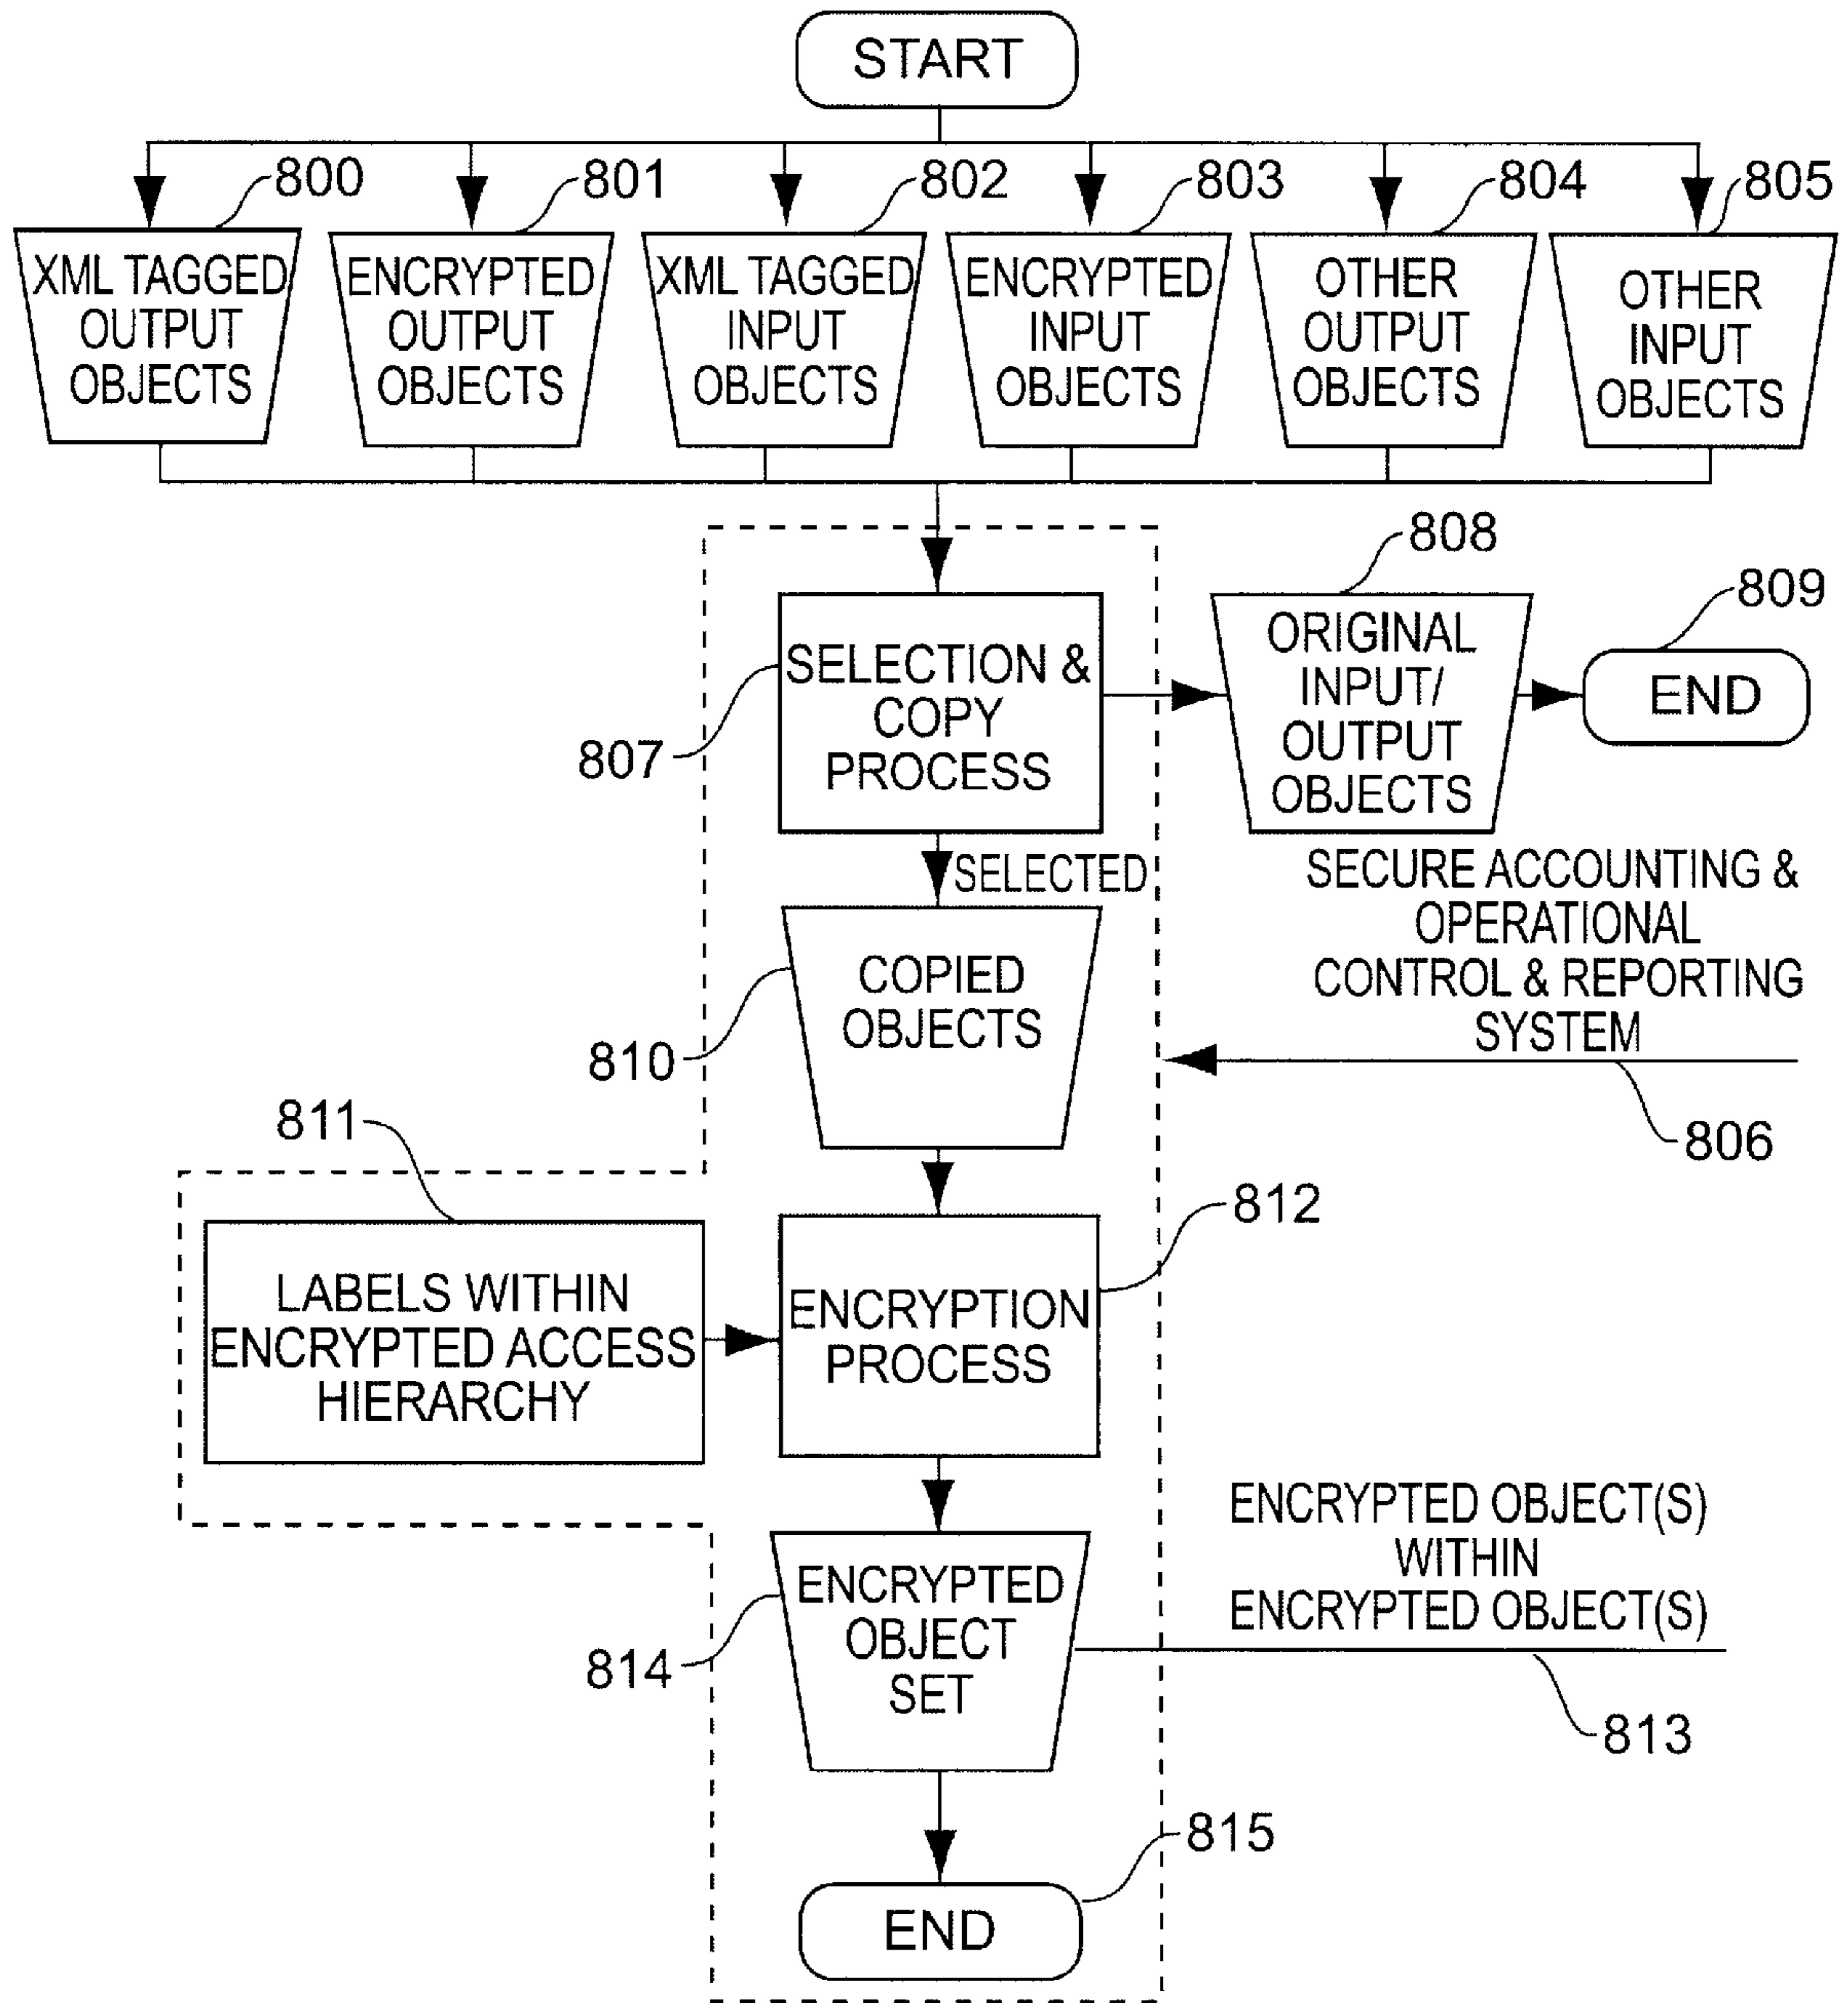 START
800
801
802
803
804
805
XML TAGGED
OUTPUT
OBJECTS
ENCRYPTED
OUTPUT
OBJECTS
XML TAGGED
INPUT
OBJECTS
ENCRYPTED
INPUT
OBJECTS
OTHER
OUTPUT
OBJECTS
OTHER
INPUT
OBJECTS
807
SELECTION &
COPY
PROCESS
808
ORIGINAL
INPUT/
OUTPUT
OBJECTS
809
END
SELECTED
SECURE ACCOUNTING &
OPERATIONAL
CONTROL & REPORTING
SYSTEM
806
810
COPIED
OBJECTS
811
LABELS WITHIN
ENCRYPTED ACCESS
HIERARCHY
812
ENCRYPTION
PROCESS
814
ENCRYPTED
OBJECT
SET
ENCRYPTED OBJECT(S)
WITHIN
ENCRYPTED OBJECT(S)
813
815
END